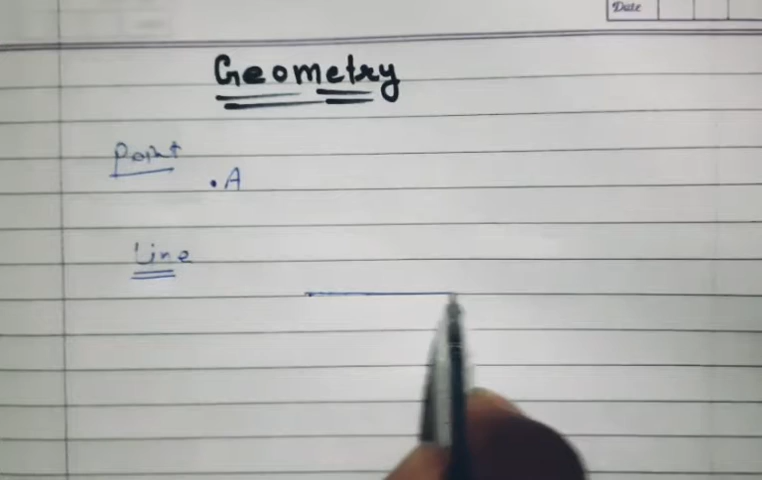 Date
Geometry
Point
. A
Line